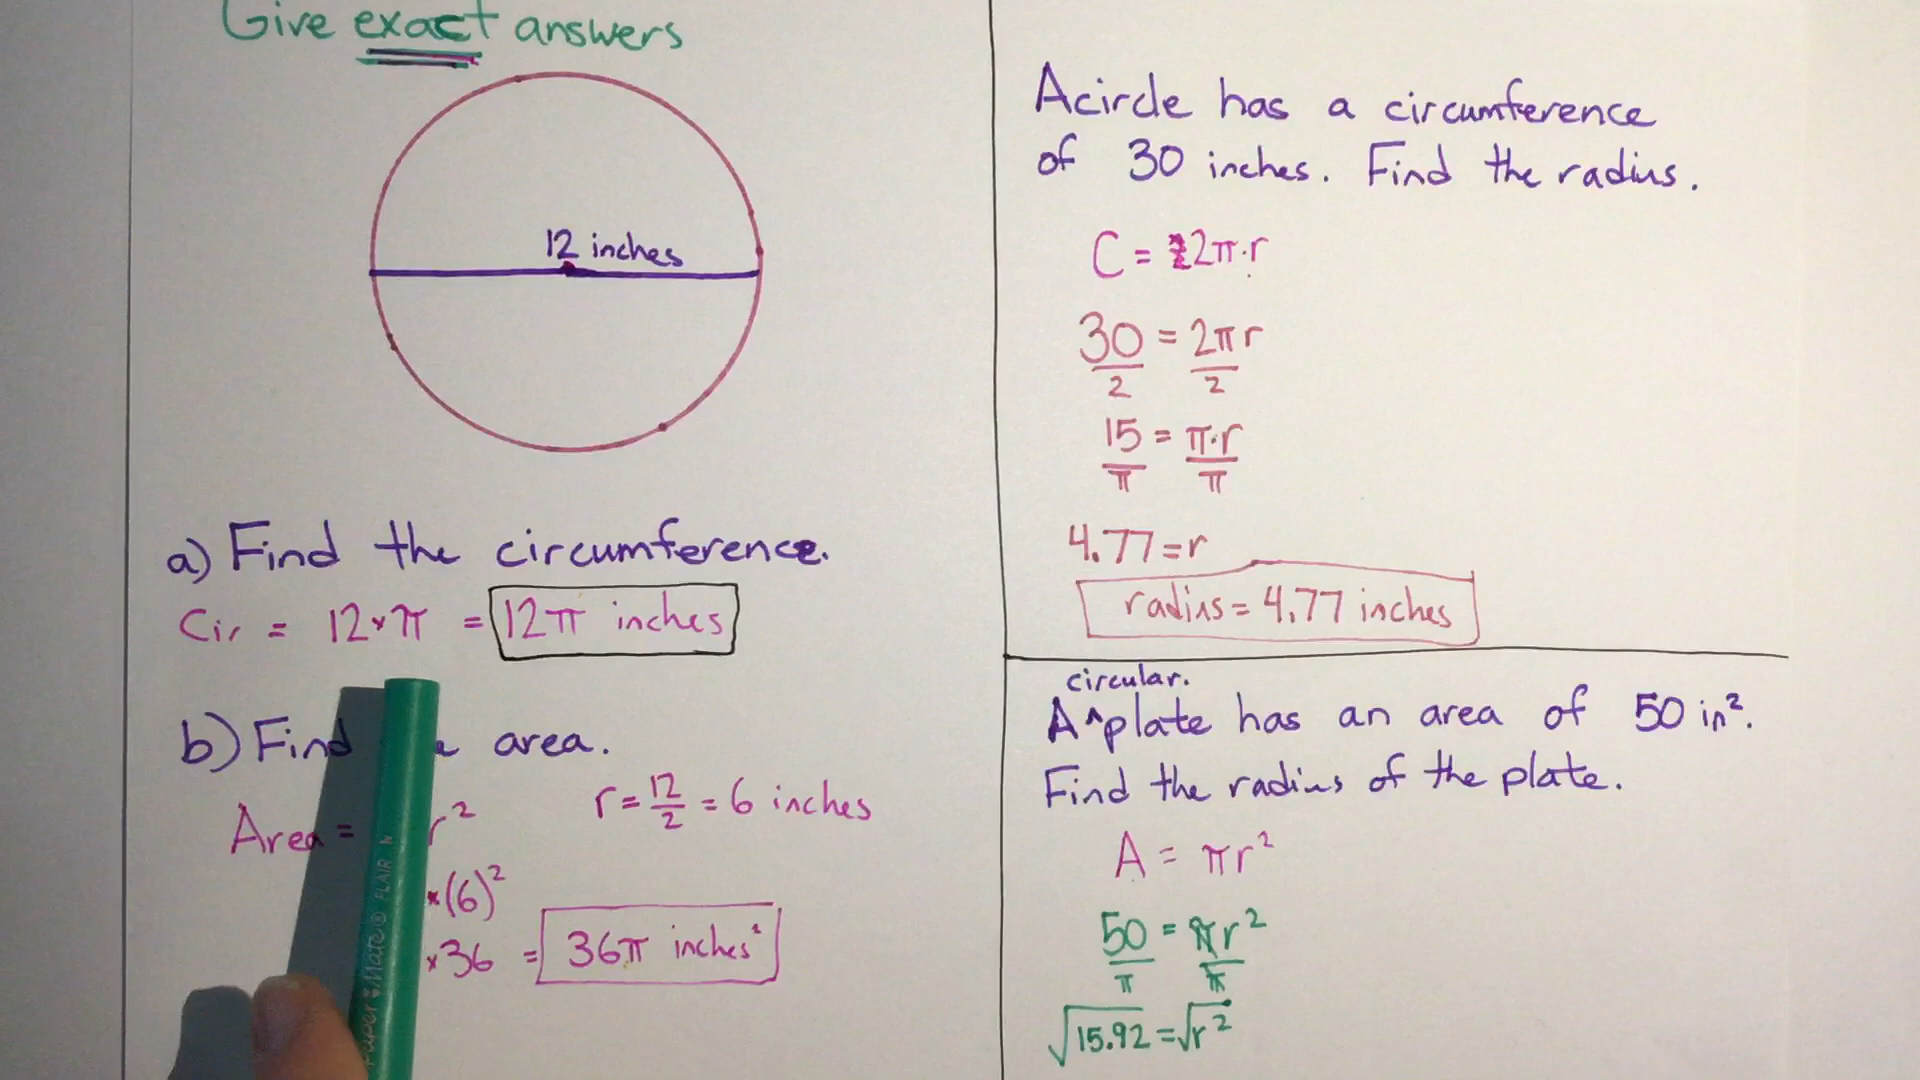 Give exact answers
12 inches
a) Find the circumference.
Cir = 12×π = 12π inches
b) Find area.
Area = r²
r = 12/2 = 6 inches
×(6)²
×36 = 36π inches²
A circle has a circumference
of 30 inches. Find the radius.
C = 2π·r
30/2 = 2πr/2
15/π = π·r/π
4.77 = r
radius = 4.77 inches
circular.
A ^ plate has an area of 50 in².
Find the radius of the plate.
A = πr²
50/π = πr²/π
√15.92 = √r²
Paper Mate® FLAIR